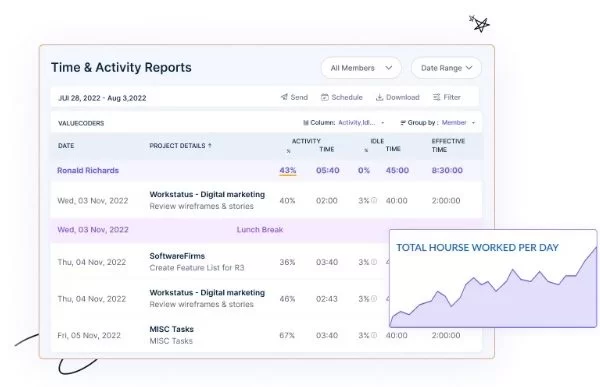 Time & Activity Reports
All Members
Date Range
JUl 28, 2022 - Aug 3,2022
Send
Schedule
Download
Filter
VALUECODERS
Column: Activity,Idl...
Group by : Member
DATE PROJECT DETAILS ↑ ACTIVITY IDLE EFFECTIVE
% TIME % TIME TIME
Ronald Richards 43% 05:40 0% 45:00 8:30:00
Wed, 03 Nov, 2022 Workstatus - Digital marketing 40% 02:00 3% 40:00 2:00:00
Review wireframes & stories
Wed, 03 Nov, 2022 Lunch Break
Thu, 04 Nov, 2022 SoftwareFirms 36% 03:40 3%
Create Feature List for R3
Thu, 04 Nov, 2022 Workstatus - Digital marketing 46% 02:43 3%
Review wireframes & stories
Fri, 05 Nov, 2022 MISC Tasks 67% 03:40 3% 40:00 2:00:00
MISC Tasks
TOTAL HOURSE WORKED PER DAY